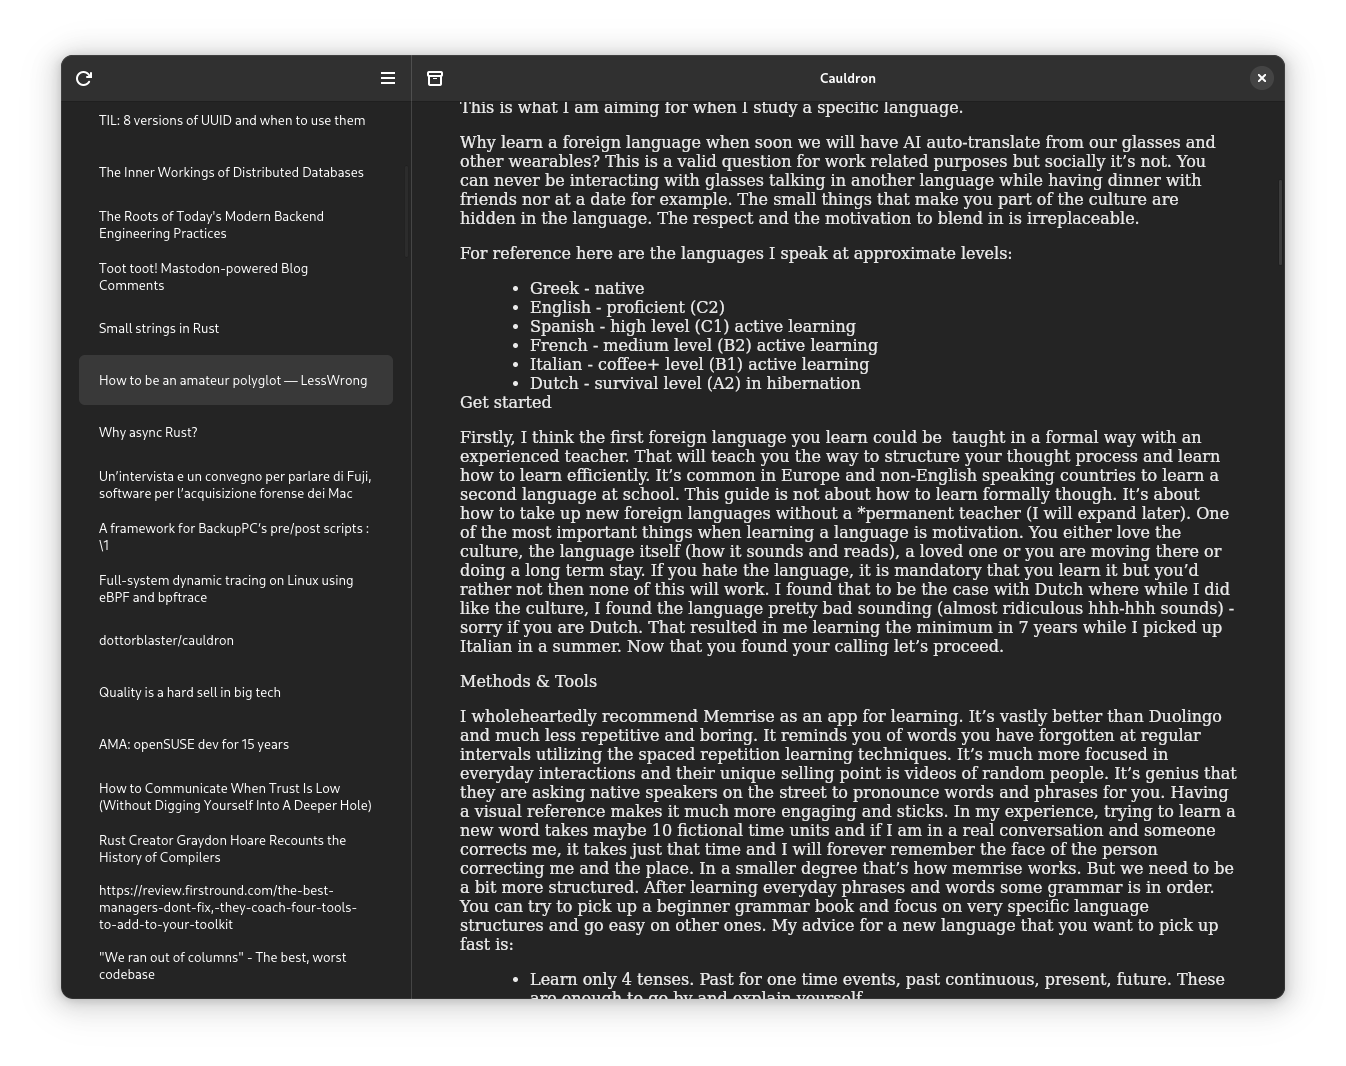 Cauldron
TIL: 8 versions of UUID and when to use them
The Inner Workings of Distributed Databases
The Roots of Today's Modern Backend
Engineering Practices
Toot toot! Mastodon-powered Blog
Comments
Small strings in Rust
How to be an amateur polyglot — LessWrong
Why async Rust?
Un’intervista e un convegno per parlare di Fuji,
software per l’acquisizione forense dei Mac
A framework for BackupPC’s pre/post scripts :
\1
Full-system dynamic tracing on Linux using
eBPF and bpftrace
dottorblaster/cauldron
Quality is a hard sell in big tech
AMA: openSUSE dev for 15 years
How to Communicate When Trust Is Low
(Without Digging Yourself Into A Deeper Hole)
Rust Creator Graydon Hoare Recounts the
History of Compilers
https://review.firstround.com/the-best-
managers-dont-fix,-they-coach-four-tools-
to-add-to-your-toolkit
"We ran out of columns" - The best, worst
codebase
This is what I am aiming for when I study a specific language.
Why learn a foreign language when soon we will have AI auto-translate from our glasses and
other wearables? This is a valid question for work related purposes but socially it’s not. You
can never be interacting with glasses talking in another language while having dinner with
friends nor at a date for example. The small things that make you part of the culture are
hidden in the language. The respect and the motivation to blend in is irreplaceable.
For reference here are the languages I speak at approximate levels:
• Greek - native
• English - proficient (C2)
• Spanish - high level (C1) active learning
• French - medium level (B2) active learning
• Italian - coffee+ level (B1) active learning
• Dutch - survival level (A2) in hibernation
Get started
Firstly, I think the first foreign language you learn could be  taught in a formal way with an
experienced teacher. That will teach you the way to structure your thought process and learn
how to learn efficiently. It’s common in Europe and non-English speaking countries to learn a
second language at school. This guide is not about how to learn formally though. It’s about
how to take up new foreign languages without a *permanent teacher (I will expand later). One
of the most important things when learning a language is motivation. You either love the
culture, the language itself (how it sounds and reads), a loved one or you are moving there or
doing a long term stay. If you hate the language, it is mandatory that you learn it but you’d
rather not then none of this will work. I found that to be the case with Dutch where while I did
like the culture, I found the language pretty bad sounding (almost ridiculous hhh-hhh sounds) -
sorry if you are Dutch. That resulted in me learning the minimum in 7 years while I picked up
Italian in a summer. Now that you found your calling let’s proceed.
Methods & Tools
I wholeheartedly recommend Memrise as an app for learning. It’s vastly better than Duolingo
and much less repetitive and boring. It reminds you of words you have forgotten at regular
intervals utilizing the spaced repetition learning techniques. It’s much more focused in
everyday interactions and their unique selling point is videos of random people. It’s genius that
they are asking native speakers on the street to pronounce words and phrases for you. Having
a visual reference makes it much more engaging and sticks. In my experience, trying to learn a
new word takes maybe 10 fictional time units and if I am in a real conversation and someone
corrects me, it takes just that time and I will forever remember the face of the person
correcting me and the place. In a smaller degree that’s how memrise works. But we need to be
a bit more structured. After learning everyday phrases and words some grammar is in order.
You can try to pick up a beginner grammar book and focus on very specific language
structures and go easy on other ones. My advice for a new language that you want to pick up
fast is:
• Learn only 4 tenses. Past for one time events, past continuous, present, future. These
are enough to go by and explain yourself